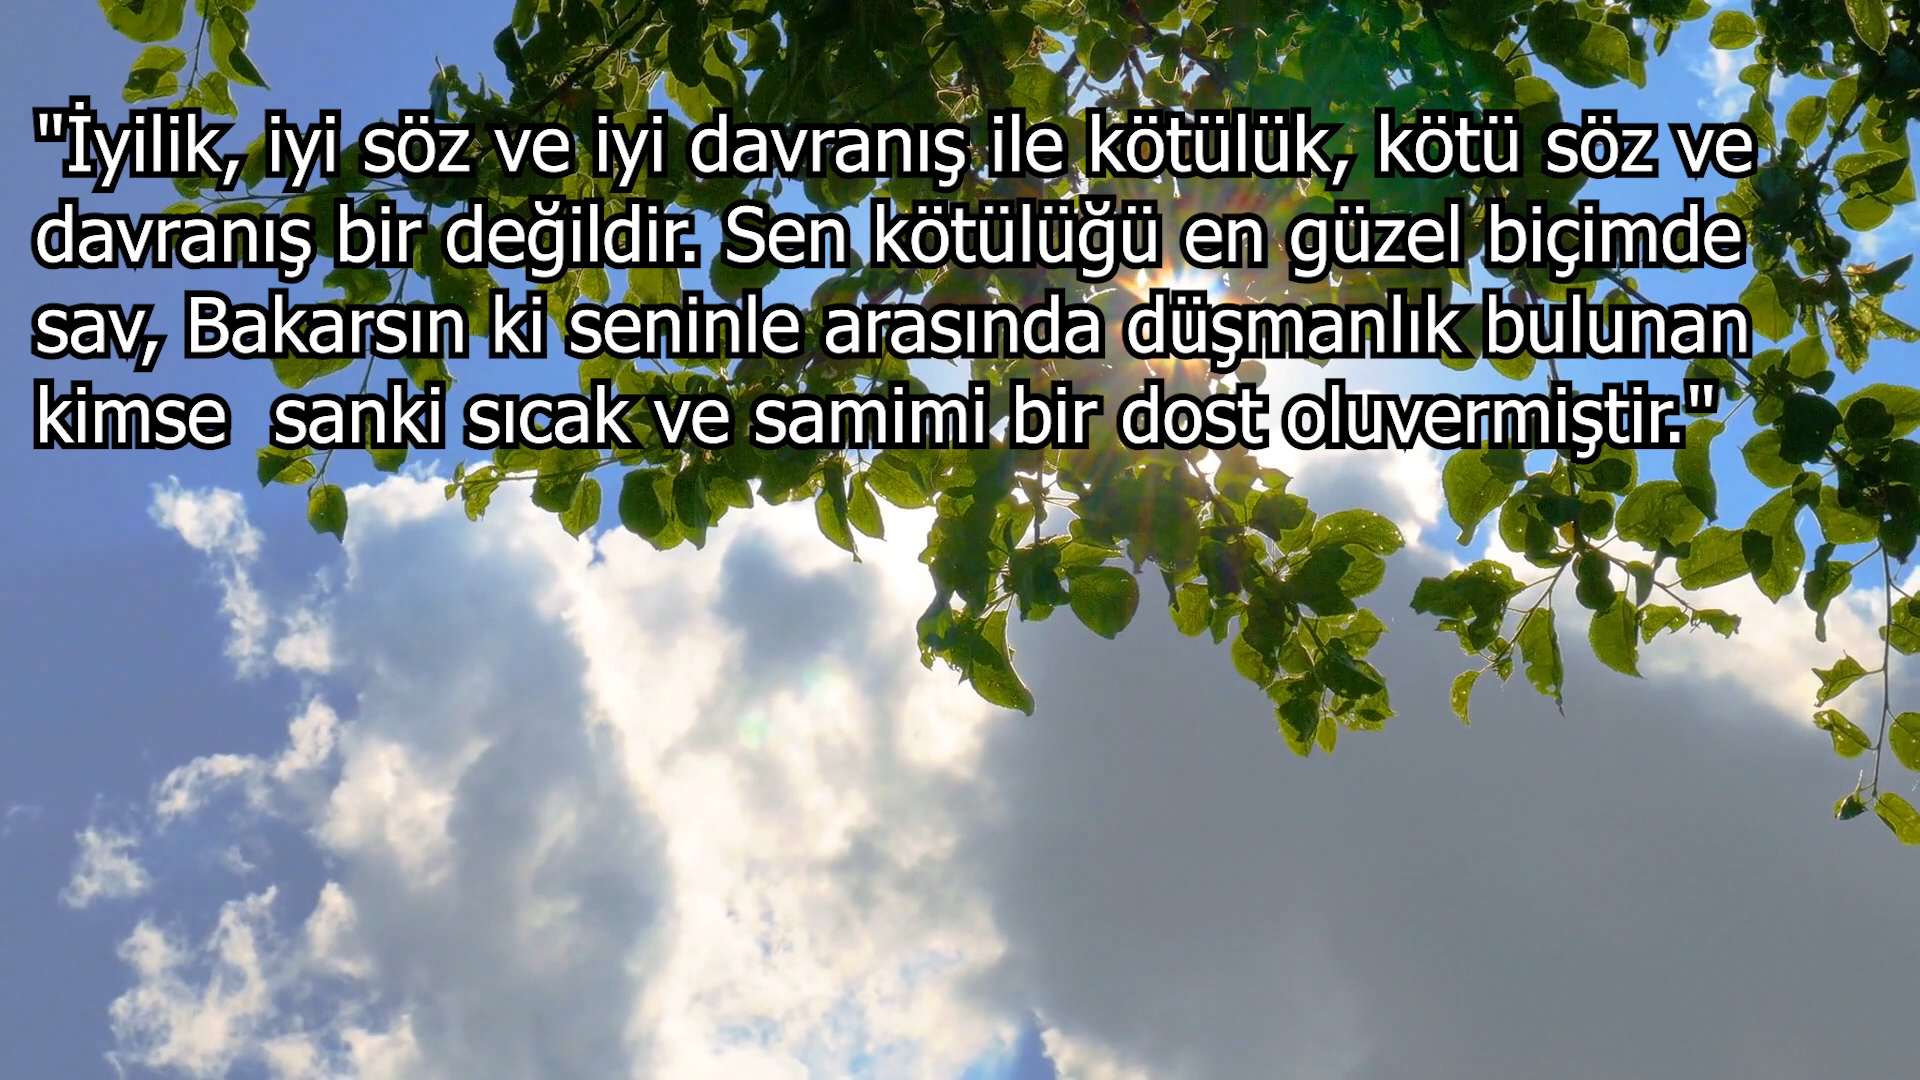 "İyilik, iyi söz ve iyi davranış ile kötülük, kötü söz ve
davranış bir değildir. Sen kötülüğü en güzel biçimde
sav, Bakarsın ki seninle arasında düşmanlık bulunan
kimse  sanki sıcak ve samimi bir dost oluvermiştir."